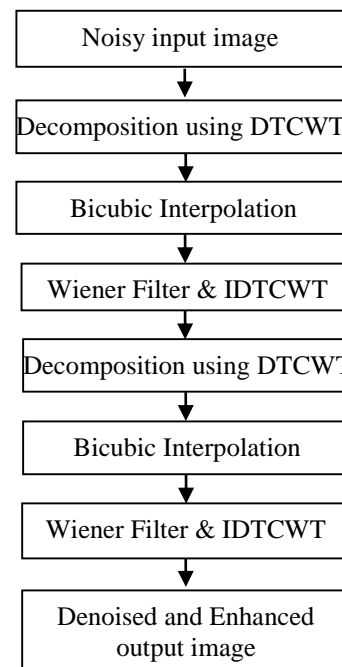 Noisy input image
Decomposition using DTCWT
Bicubic Interpolation
Wiener Filter & IDTCWT
Decomposition using DTCWT
Bicubic Interpolation
Wiener Filter & IDTCWT
Denoised and Enhanced
output image